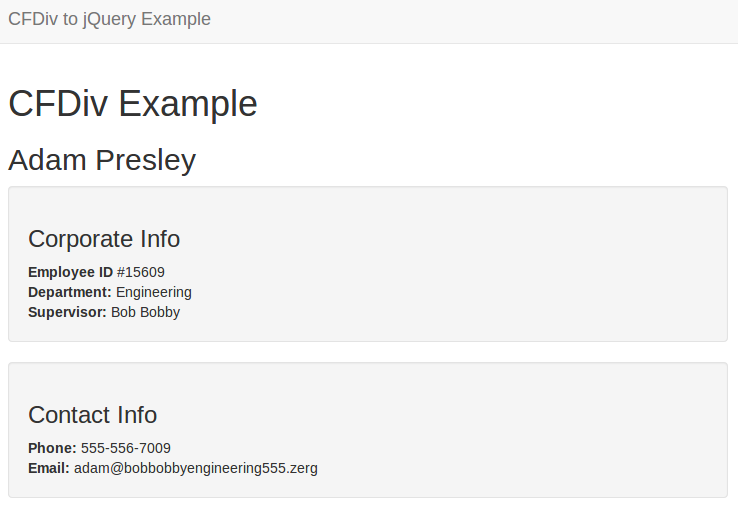 CFDiv to jQuery Example
CFDiv Example
Adam Presley
Corporate Info
Employee ID #15609
Department: Engineering
Supervisor: Bob Bobby
Contact Info
Phone: 555-556-7009
Email: adam@bobbobbyengineering555.zerg